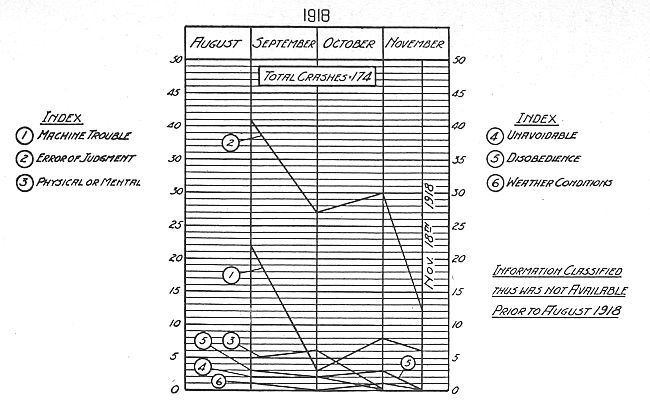 1918
AUGUST SEPTEMBER OCTOBER NOVEMBER
TOTAL CRASHES-174
50 50
45 45
40 40
30 35
30 30
25 25
20 20
15 15
10 10
5 5
0 0
INDEX
1 MACHINE TROUBLE
2 ERROR OF JUDGMENT
3 PHYSICAL OR MENTAL
2
1
5 3
4
6
5
NOV. 18TH 1918
INDEX
4 UNAVOIDABLE
5 DISOBEDIENCE
6 WEATHER CONDITIONS
INFORMATION CLASSIFIED
THUS WAS NOT AVAILABLE
PRIOR TO AUGUST 1918